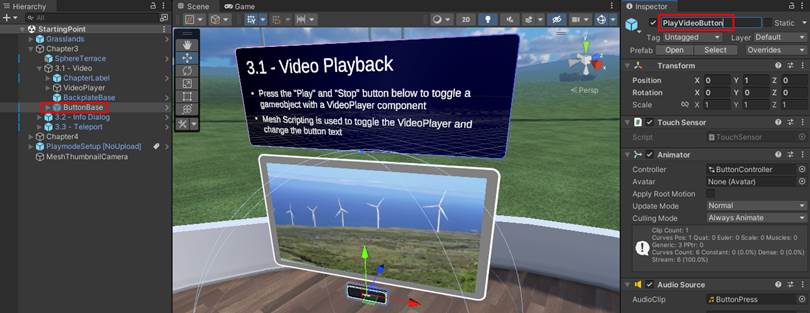 Hierarchy
All
StartingPoint
Grasslands
Chapter3
SphereTerrace
3.1 - Video
ChapterLabel
VideoPlayer
BackplateBase
ButtonBase
3.2 - Info Dialog
3.3 - Teleport
Chapter4
PlaymodeSetup [NoUpload]
MeshThumbnailCamera
Scene
Game
2D
3.1 - Video Playback
• Press the "Play" and "Stop" button below to toggle a
gameobject with a VideoPlayer component
• Mesh Scripting is used to toggle the VideoPlayer and
change the button text
y
z
Persp
Inspector
PlayVideoButton
Static
Tag Untagged Layer Default
Prefab Open Select Overrides
Transform
Position X 0 Y 1 Z 0
Rotation X 0 Y 0 Z 0
Scale X 1 Y 1 Z 1
Touch Sensor
Script TouchSensor
Animator
Controller ButtonController
Avatar None (Avatar)
Apply Root Motion
Update Mode Normal
Culling Mode Always Animate
Clip Count: 1
Curves Pos: 1 Quat: 0 Euler: 0 Scale: 0 Muscles: 0
Generic: 3 PPtr: 0
Curves Count: 6 Constant: 0 (0.0%) Dense: 0 (0.0%)
Stream: 6 (100.0%)
Audio Source
AudioClip ButtonPress